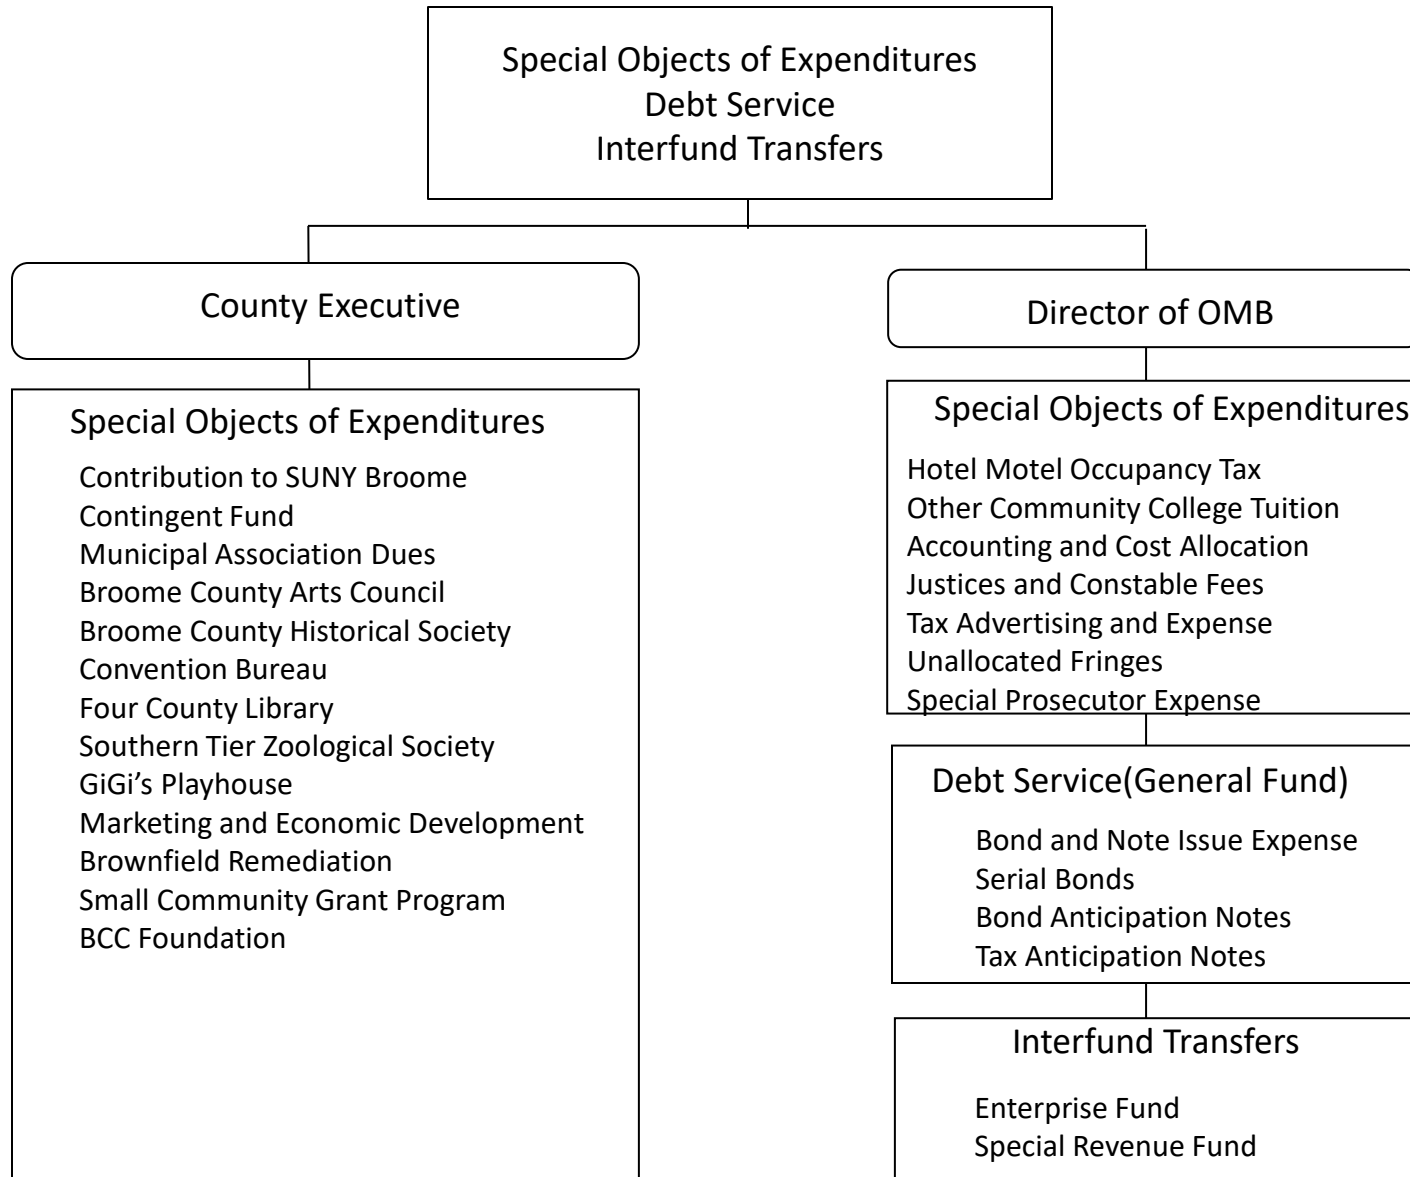 Special Objects of Expenditures
Debt Service
Interfund Transfers
County Executive
Special Objects of Expenditures
Contribution to SUNY Broome
Contingent Fund
Municipal Association Dues
Broome County Arts Council
Broome County Historical Society
Convention Bureau
Four County Library
Southern Tier Zoological Society
GiGi’s Playhouse
Marketing and Economic Development
Brownfield Remediation
Small Community Grant Program
BCC Foundation
Director of OMB
Special Objects of Expenditures
Hotel Motel Occupancy Tax
Other Community College Tuition
Accounting and Cost Allocation
Justices and Constable Fees
Tax Advertising and Expense
Unallocated Fringes
Special Prosecutor Expense
Debt Service(General Fund)
Bond and Note Issue Expense
Serial Bonds
Bond Anticipation Notes
Tax Anticipation Notes
Interfund Transfers
Enterprise Fund
Special Revenue Fund